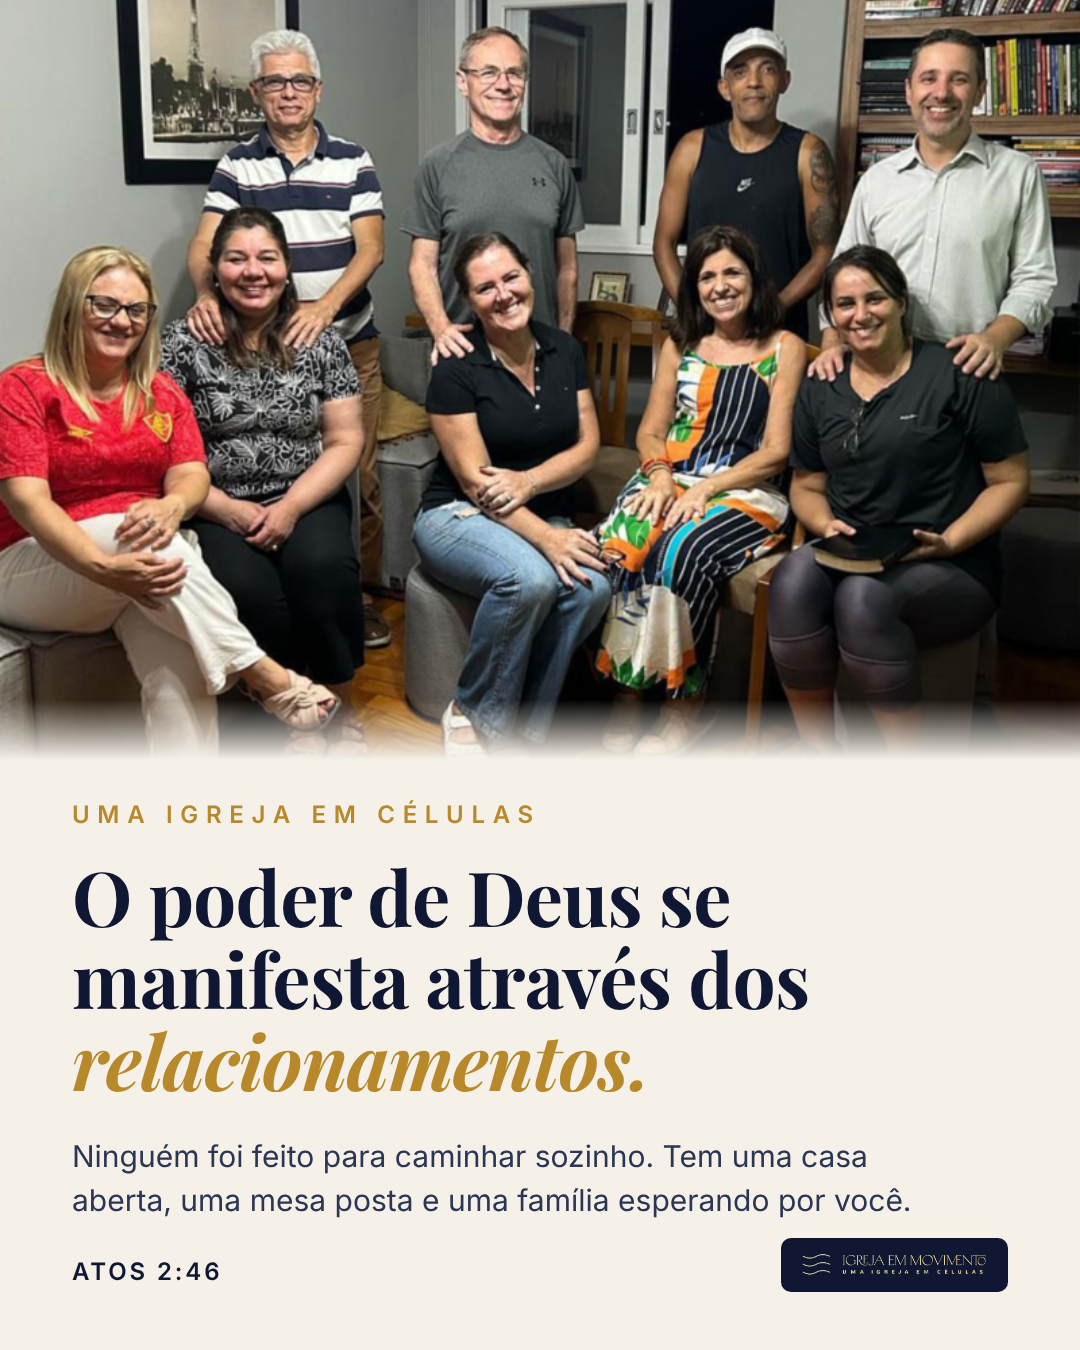 UMA IGREJA EM CÉLULAS
O poder de Deus se
manifesta através dos
relacionamentos.
Ninguém foi feito para caminhar sozinho. Tem uma casa
aberta, uma mesa posta e uma família esperando por você.
ATOS 2:46
IGREJA EM MOVIMENTO
UMA IGREJA EM CÉLULAS